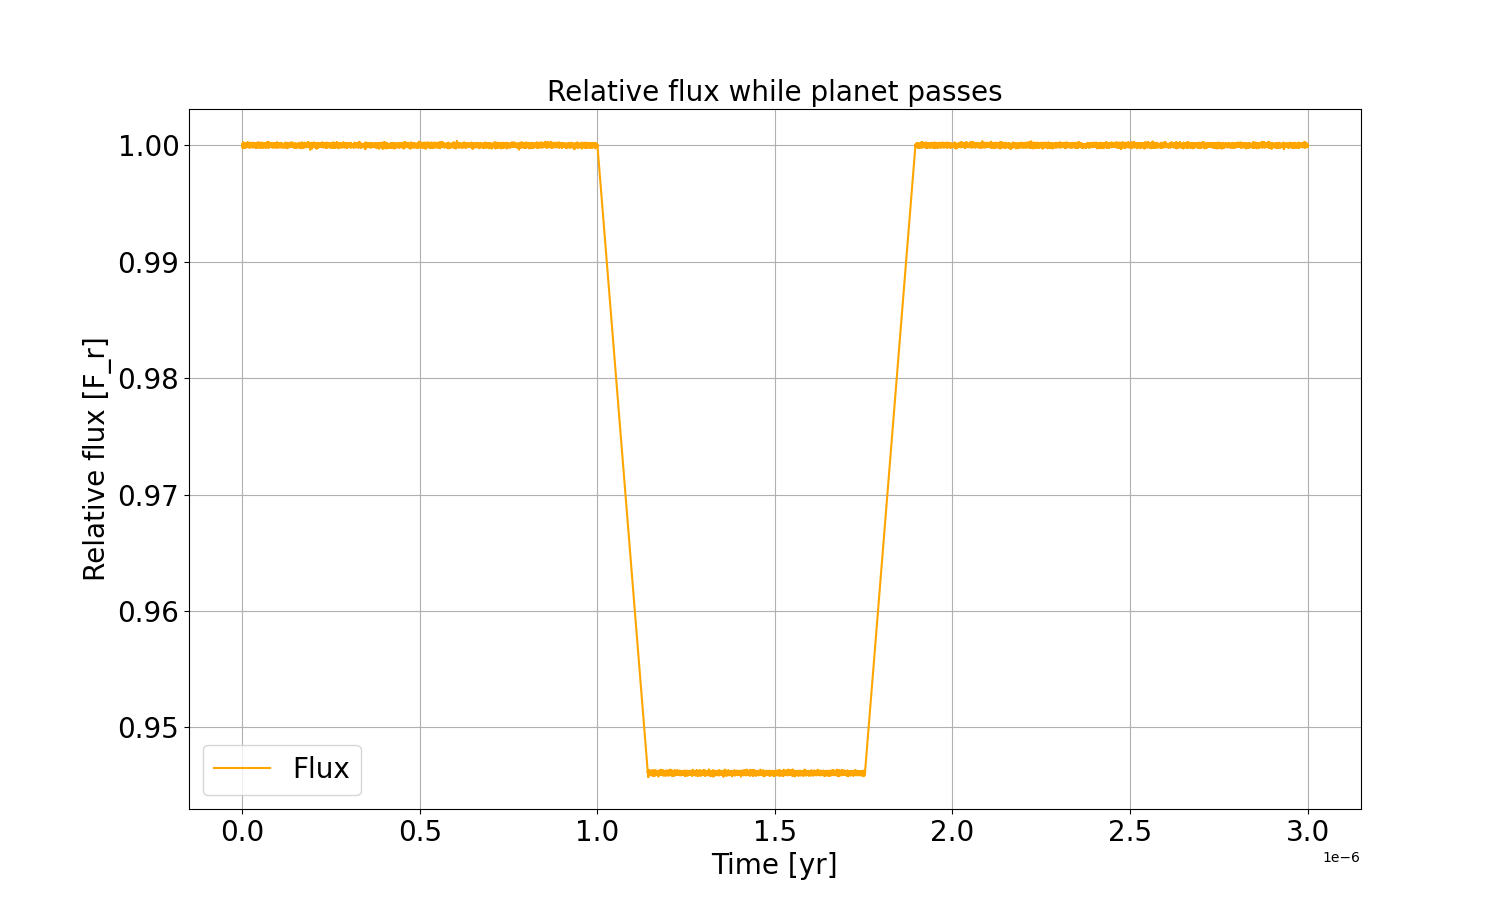 Relative flux while planet passes
Relative flux [F_r]
1.00
0.99
0.98
0.97
0.96
0.95
Flux
0.0 0.5 1.0 1.5 2.0 2.5 3.0
1e−6
Time [yr]